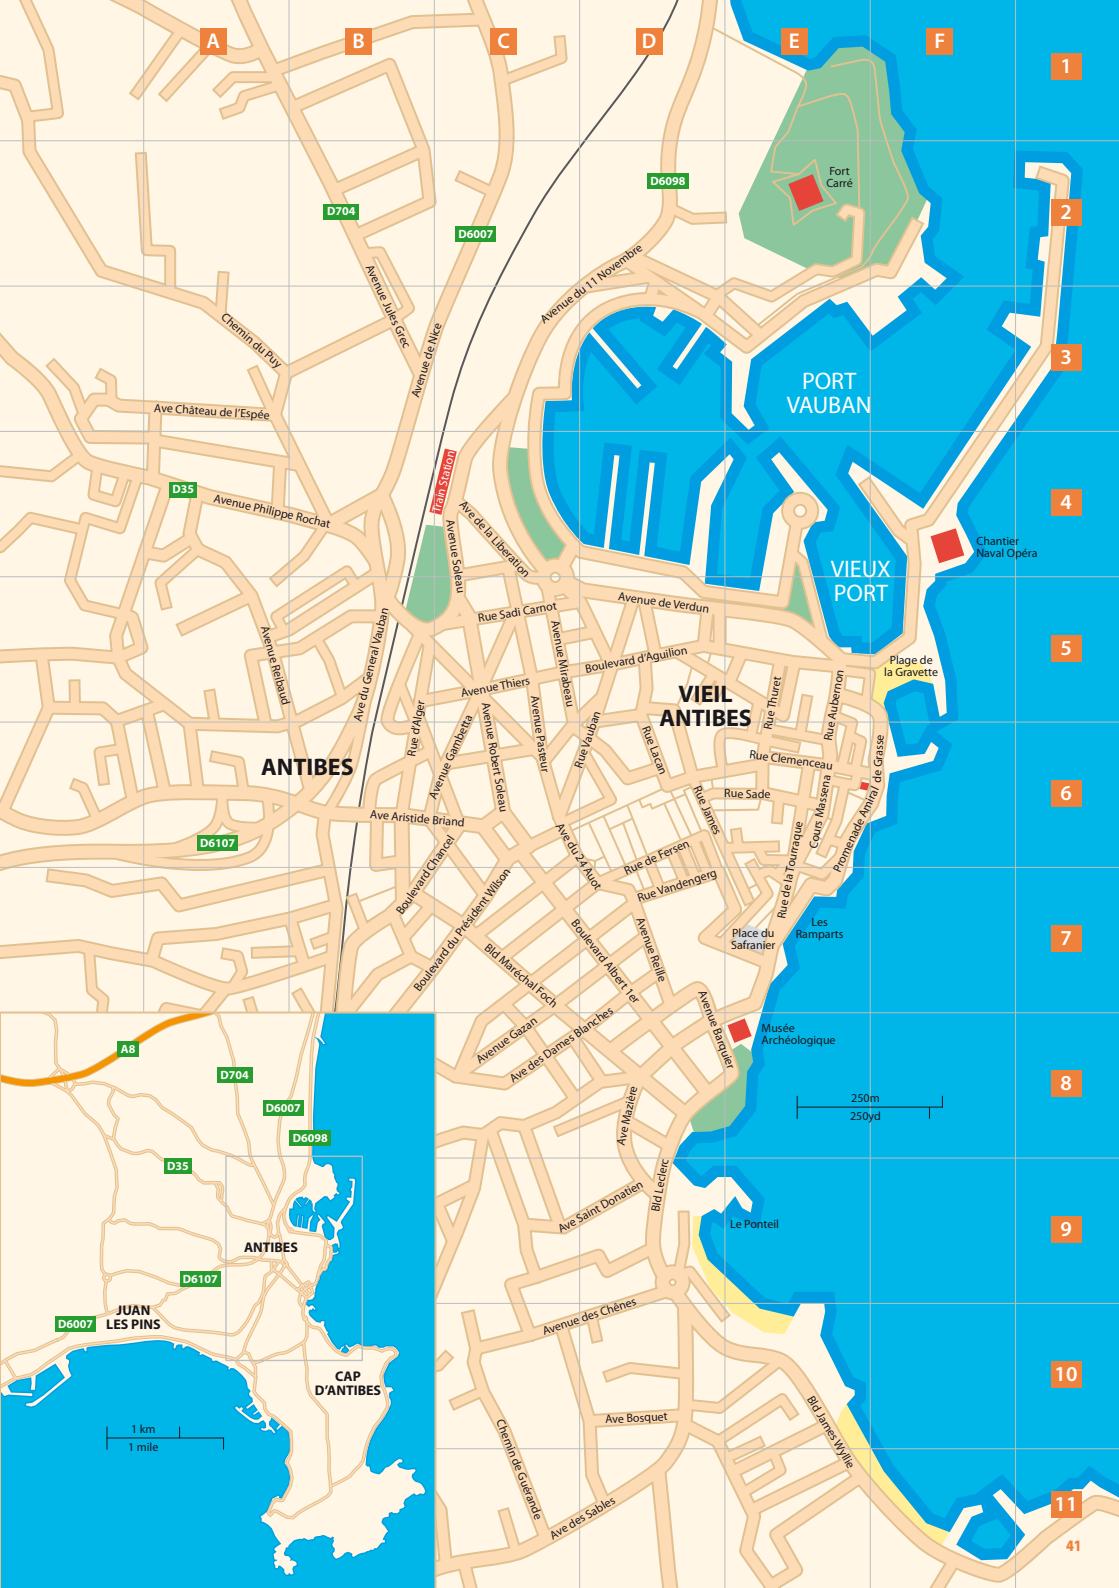 A
B
C
D
E
F
1
Fort
Carré
D6098
D704
2
D6007
Avenue du 11 Novembre
Avenue Jules Grec
Chemin du Puy
Avenue de Nice
3
PORT
VAUBAN
Ave Château de l'Espée
Train Station
D35
Avenue Philippe Rochat
4
Ave de la Liberation
Avenue Soleau
Chantier
Naval Opéra
VIEUX
PORT
Avenue de Verdun
Rue Sadi Carnot
Avenue Reibaud
Ave du General Vauban
Avenue Mirabeau
Boulevard d'Aguilion
5
Plage de
la Gravette
Avenue Thiers
VIEIL
ANTIBES
Rue Thuret
Rue Aubernon
Rue d'Alger
Avenue Gambetta
Avenue Robert Soleau
Avenue Pasteur
Rue Vauban
Rue Lacan
Rue Clemenceau
ANTIBES
Rue Sade
Rue James
Cours Massena
Promenade Amiral de Grasse
6
Ave Aristide Briand
D6107
Boulevard Chancel
Ave du 24 Auot
Rue de Fersen
Rue Vandengerg
Rue de la Tourraque
Boulevard du Président Wilson
Les
Ramparts
Place du
Safranier
7
Bld Maréchal Foch
Boulevard Albert 1er
Avenue Reille
Avenue Barquier
Avenue Gazan
Ave des Dames Blanches
Musée
Archéologique
8
250m
250yd
Ave Mazière
Bld Leclerc
Ave Saint Donatien
Le Ponteil
9
Avenue des Chênes
10
Bld James Wyllie
Ave Bosquet
Chemin de Guérande
Ave des Sables
11
41
A8
D704
D6007
D6098
D35
ANTIBES
D6107
JUAN
LES PINS
D6007
CAP
D'ANTIBES
1 km
1 mile